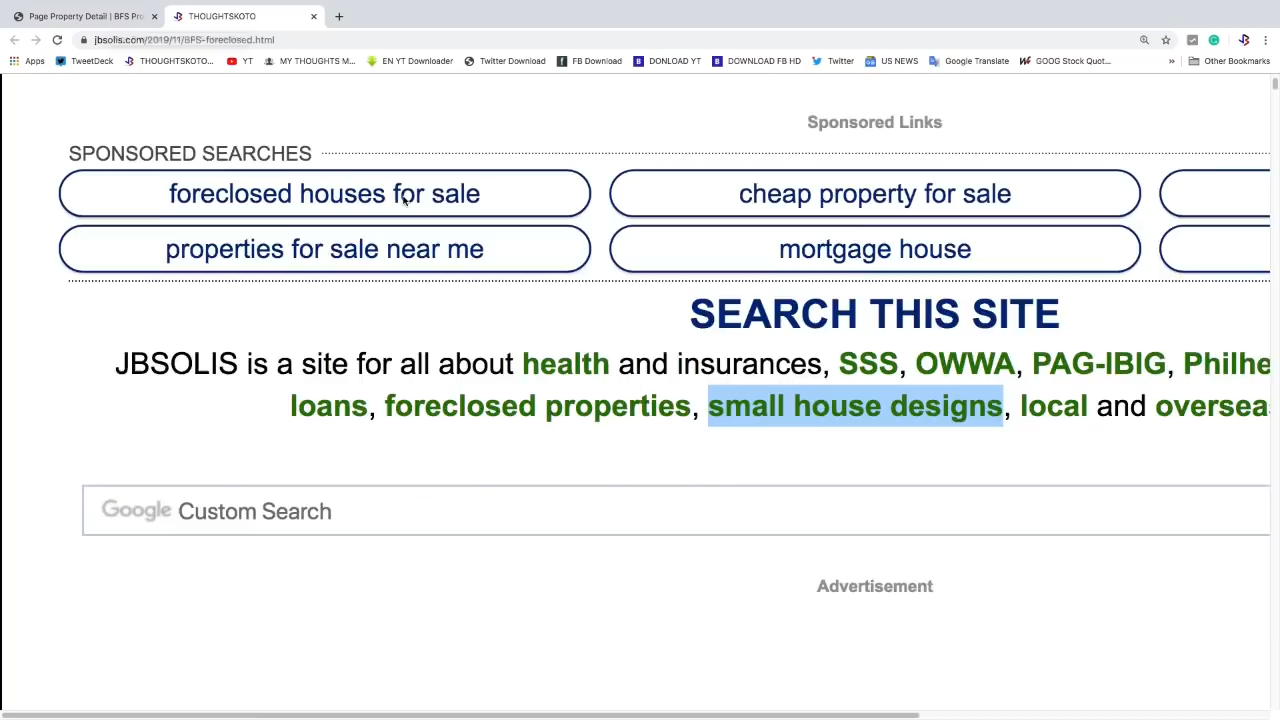 Page Property Detail | BFS Pro
THOUGHTSKOTO
jbsolis.com/2019/11/BFS-foreclosed.html
Apps TweetDeck THOUGHTSKOTO... YT MY THOUGHTS M... EN YT Downloader Twitter Download FB Download DONLOAD YT DOWNLOAD FB HD Twitter US NEWS Google Translate GOOG Stock Quot... » Other Bookmarks
Sponsored Links
SPONSORED SEARCHES
foreclosed houses for sale cheap property for sale
properties for sale near me mortgage house
SEARCH THIS SITE
JBSOLIS is a site for all about health and insurances, SSS, OWWA, PAG-IBIG, Philhe
loans, foreclosed properties, small house designs, local and overseas
Google Custom Search
Advertisement